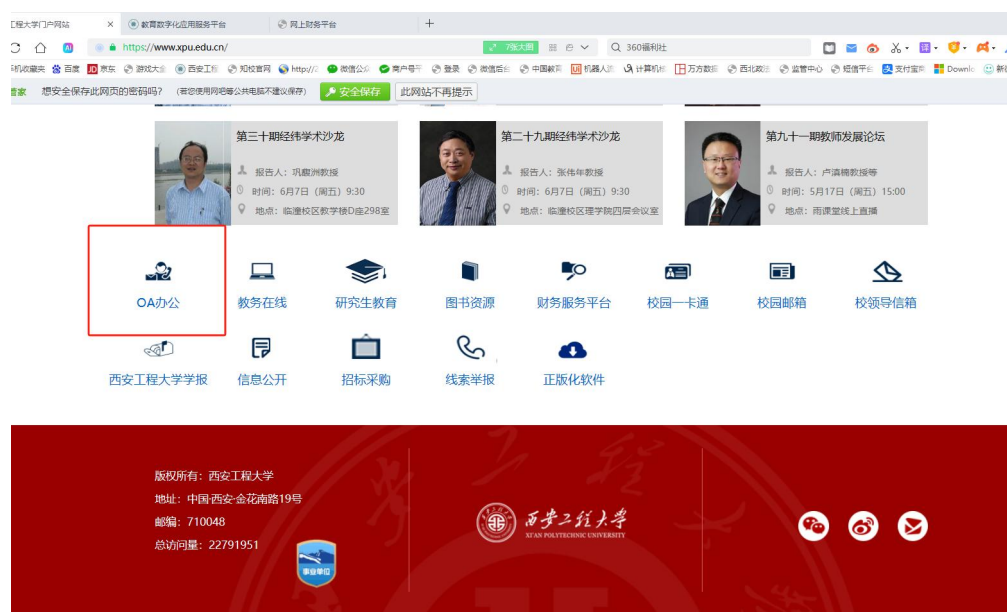 工程大学门户网站 × 教育数字化应用服务平台 网上财务平台 +
https://www.xpu.edu.cn/ 7张大图 360福利社
百度 JD 京东 游戏大全 西安工程 知校官网 http://2 微信公众 商户号平 登录 微信后台 中国教育 机器人 计算机 万方数据 西北政法 监管中心 短信平台 支付宝 Downlo
管家 想安全保存此网页的密码吗? (若您使用网吧等公共电脑不建议保存) 安全保存 此网站不再提示
第三十期经纬学术沙龙
报告人：巩馥洲教授
时间：6月7日（周五）9:30
地点：临潼校区教学楼D座298室
第二十九期经纬学术沙龙
报告人：张伟年教授
时间：6月7日（周五）9:30
地点：临潼校区理学院四层会议室
第九十一期教师发展论坛
报告人：卢滇楠教授等
时间：5月17日（周五）15:00
地点：雨课堂线上直播
OA办公 教务在线 研究生教育 图书资源 财务服务平台 校园一卡通 校园邮箱 校领导信箱
西安工程大学学报 信息公开 招标采购 线索举报 正版化软件
版权所有：西安工程大学
地址：中国·西安·金花南路19号
邮编：710048
总访问量：22791951
事业单位
西安工程大学
XI'AN POLYTECHNIC UNIVERSITY